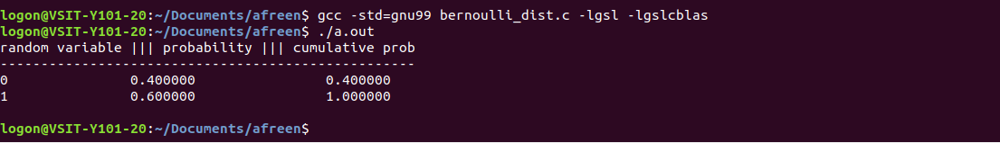 logon@VSIT-Y101-20:~/Documents/afreen$ gcc -std=gnu99 bernoulli_dist.c -lgsl -lgslcblas
logon@VSIT-Y101-20:~/Documents/afreen$ ./a.out
random variable ||| probability ||| cumulative prob
---------------------------------------------------
0               0.400000                0.400000
1               0.600000                1.000000
logon@VSIT-Y101-20:~/Documents/afreen$